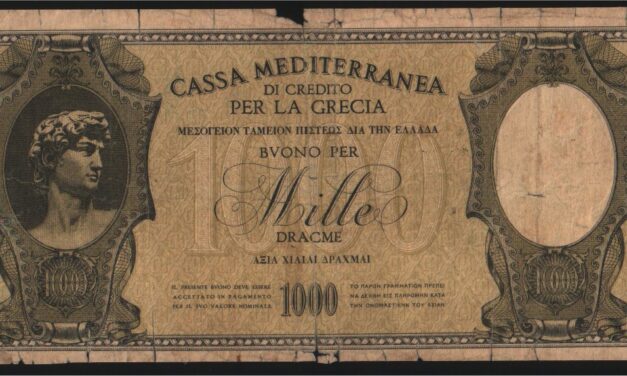 CASSA MEDITERRANEA
DI CREDITO
PER LA GRECIA
ΜΕΣΟΓΕΙΟΝ ΤΑΜΕΙΟΝ ΠΙΣΤΕΩΣ ΔΙΑ ΤΗΝ ΕΛΛΑΔΑ
BVONO PER
1000
Mille
DRACME
ΑΞΙΑ ΧΙΛΙΑΙ ΔΡΑΧΜΑΙ
IL PRESENTE BVONO DEVE ESSERE
ACCETTATO IN PAGAMENTO
PER IL SVO VALORE NOMINALE
1000
ΤΟ ΠΑΡΟΝ ΓΡΑΜΜΑΤΙΟΝ ΠΡΕΠΕΙ
ΝΑ ΔΕΧΘΗ ΕΙΣ ΠΛΗΡΩΜΗΝ ΚΑΤΑ
ΤΗΝ ΟΝΟΜΑΣΤΙΚΗΝ ΤΟΥ ΑΞΙΑΝ
1000
1000